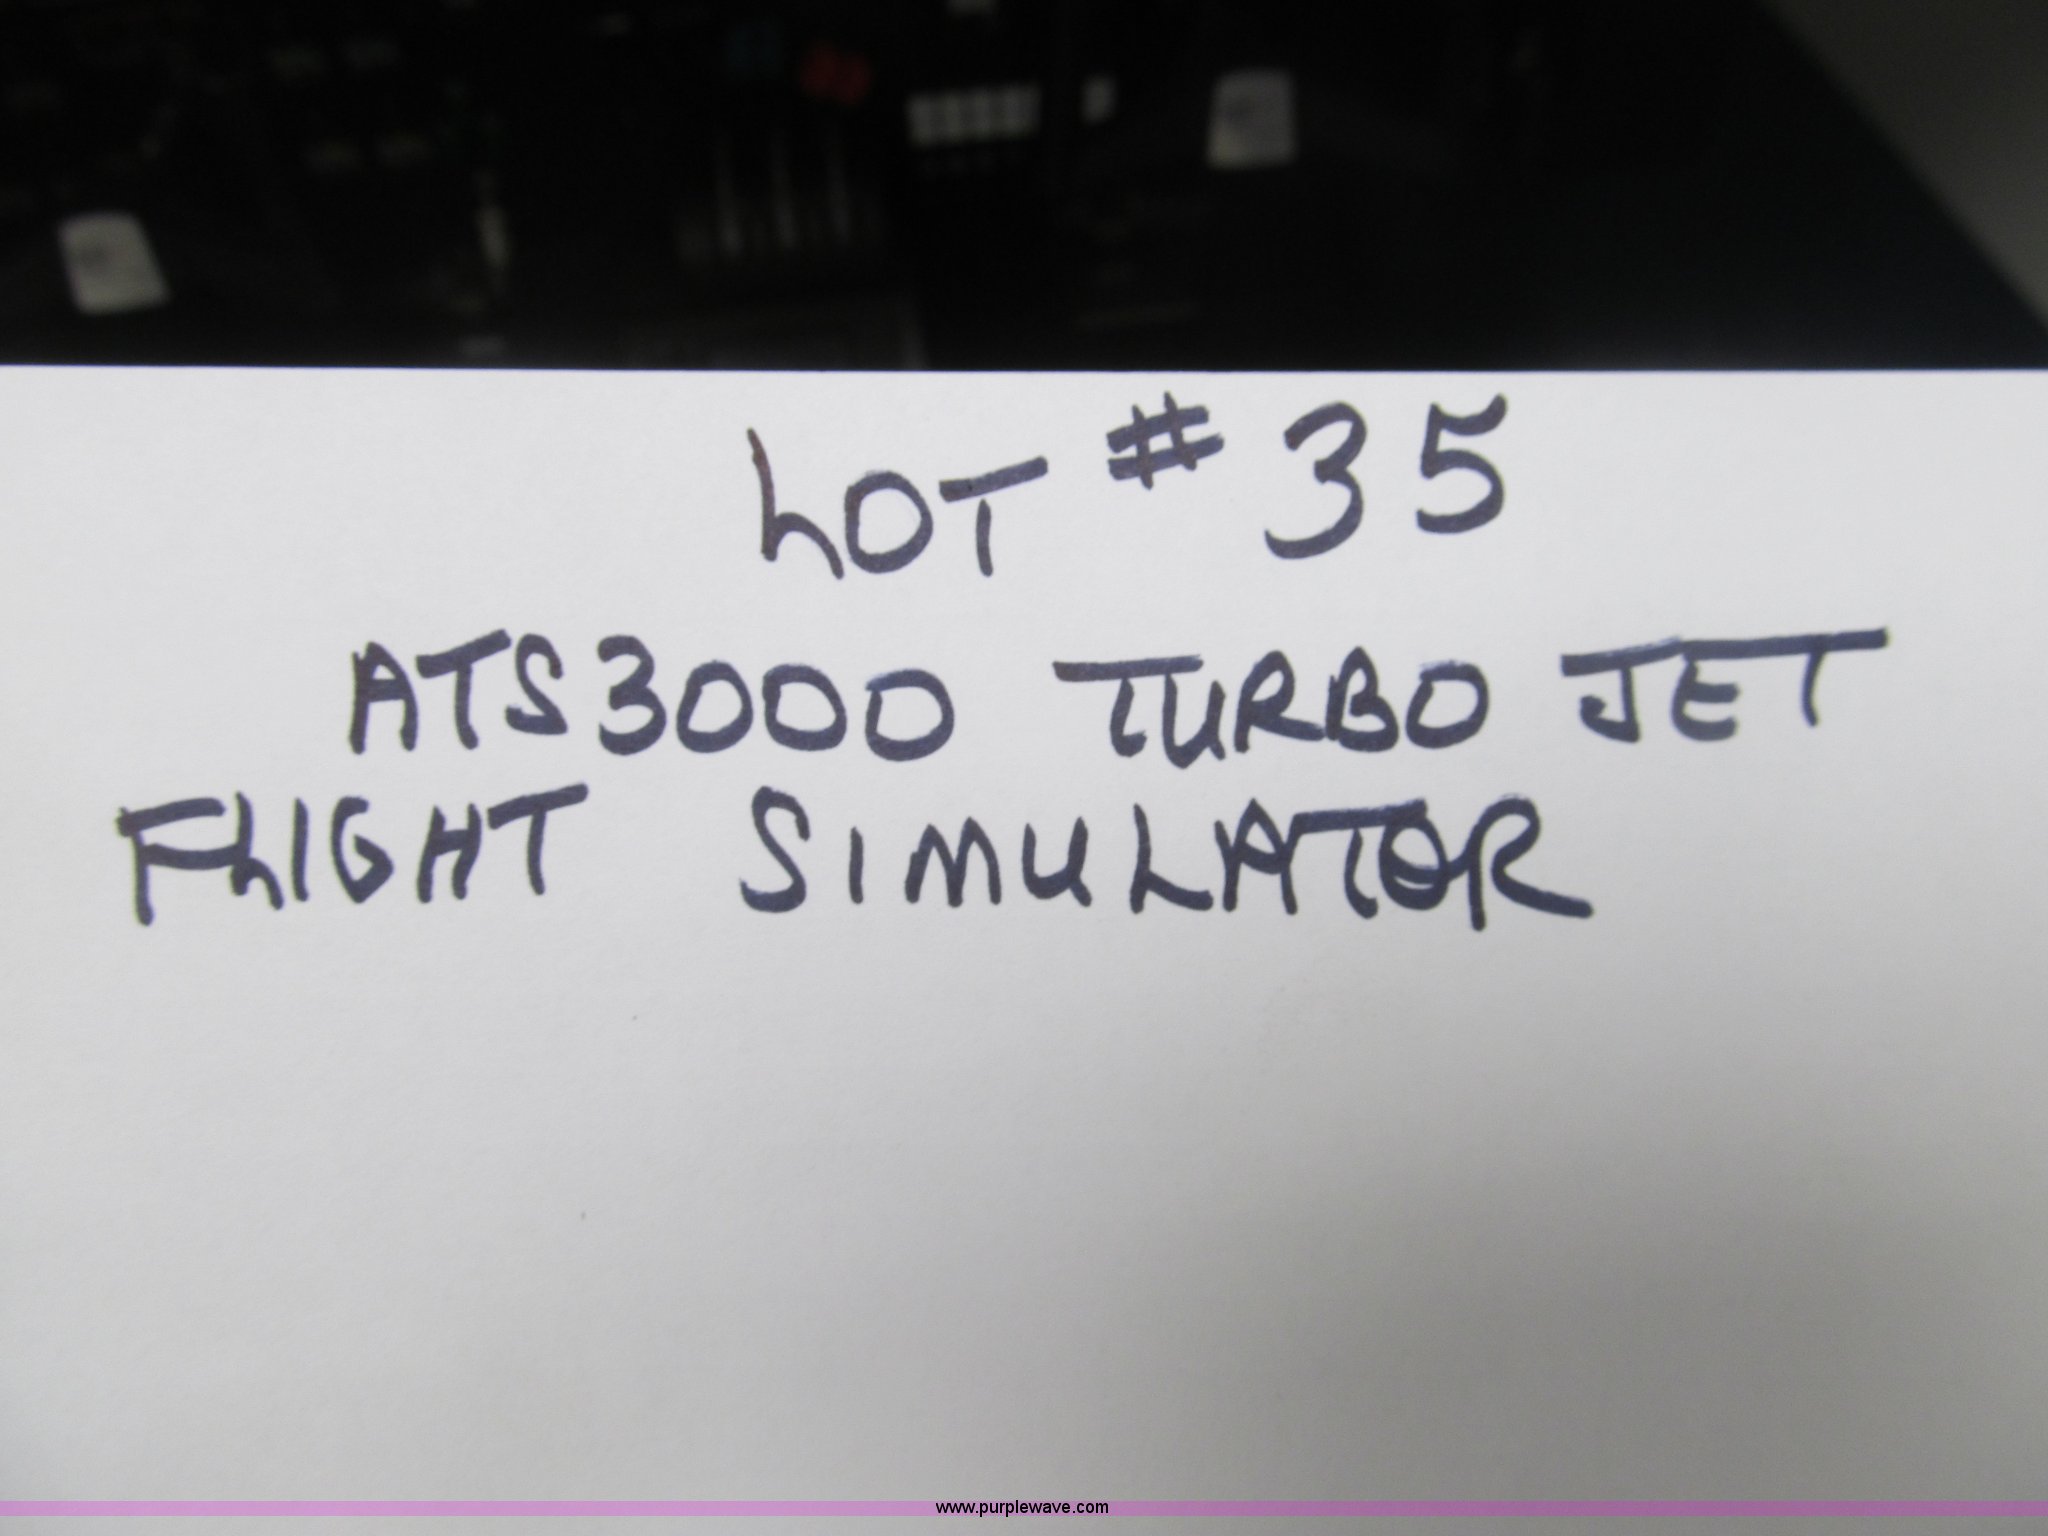 LOT # 35
ATS3000 TURBO JET
FLIGHT SIMULATOR
www.purplewave.com